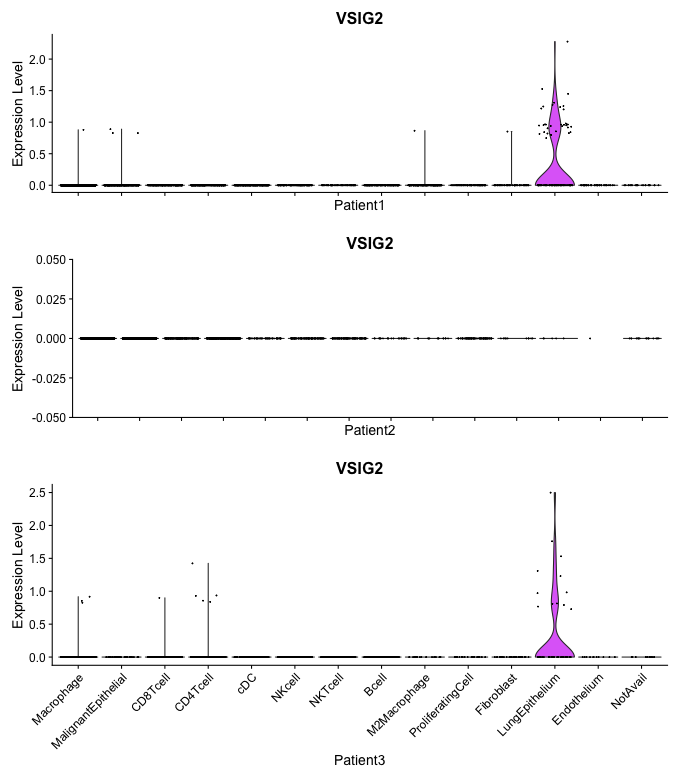 VSIG2
Expression Level
2.0
1.5
1.0
0.5
0.0
Patient1
VSIG2
Expression Level
0.050
0.025
0.000
-0.025
-0.050
Patient2
VSIG2
Expression Level
2.5
2.0
1.5
1.0
0.5
0.0
Macrophage
MalignantEpithelial
CD8Tcell
CD4Tcell
cDC
NKcell
NKTcell
Bcell
M2Macrophage
ProliferatingCell
Fibroblast
LungEpithelium
Endothelium
NotAvail
Patient3